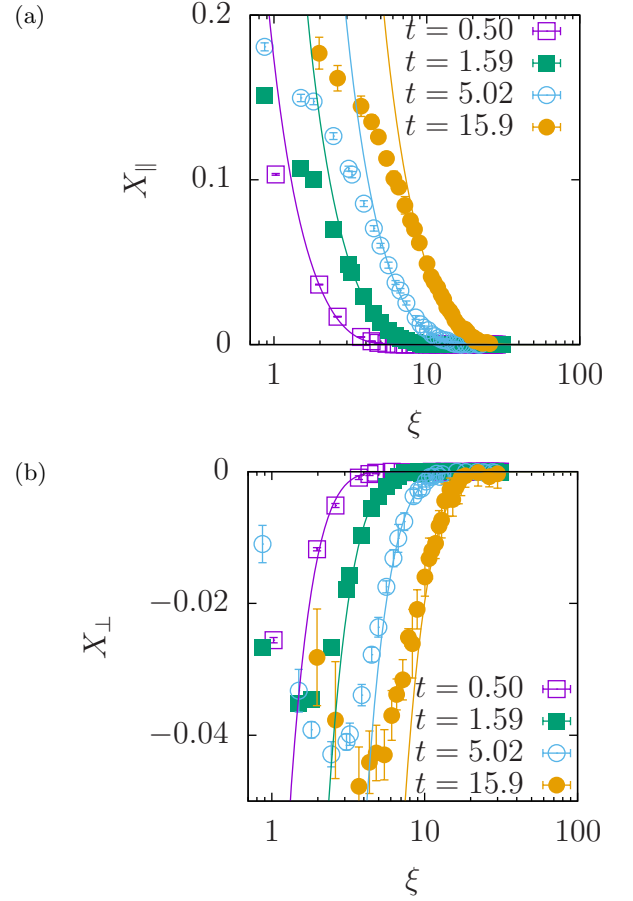 (a)
0.2
0.1
0
X∥
t = 0.50
t = 1.59
t = 5.02
t = 15.9
1 10 100
ξ
(b)
0
−0.02
−0.04
X⊥
t = 0.50
t = 1.59
t = 5.02
t = 15.9
1 10 100
ξ